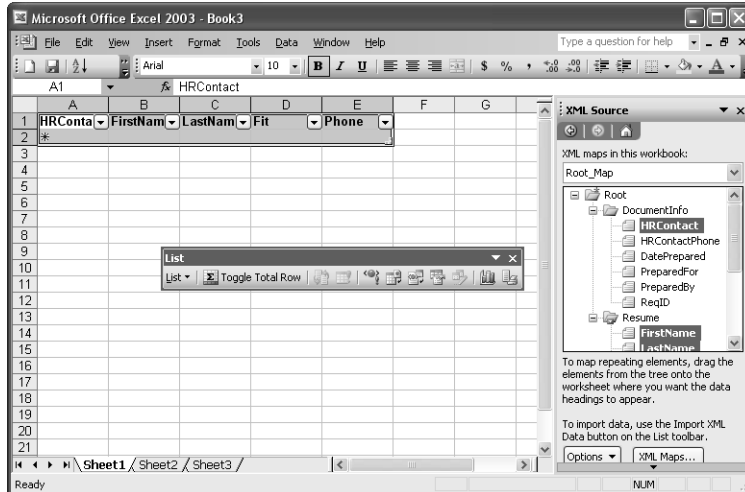 Microsoft Office Excel 2003 - Book3
File Edit View Insert Format Tools Data Window Help
Type a question for help
Arial 10 B I U $ % ,
A1 fx HRContact
A B C D E F G
XML Source
1 HRConta FirstNam LastNam Fit Phone
2 *
3
XML maps in this workbook:
4
Root_Map
5
6
Root
7
DocumentInfo
8
HRContact
9
HRContactPhone
List
10
DatePrepared
List Σ Toggle Total Row
11
PreparedFor
12
PreparedBy
13
ReqID
14
Resume
15
FirstName
LastName
16
To map repeating elements, drag the
17
elements from the tree onto the
18
worksheet where you want the data
headings to appear.
19
20
To import data, use the Import XML
Data button on the List toolbar.
21
Options XML Maps...
Sheet1 Sheet2 Sheet3
Ready NUM